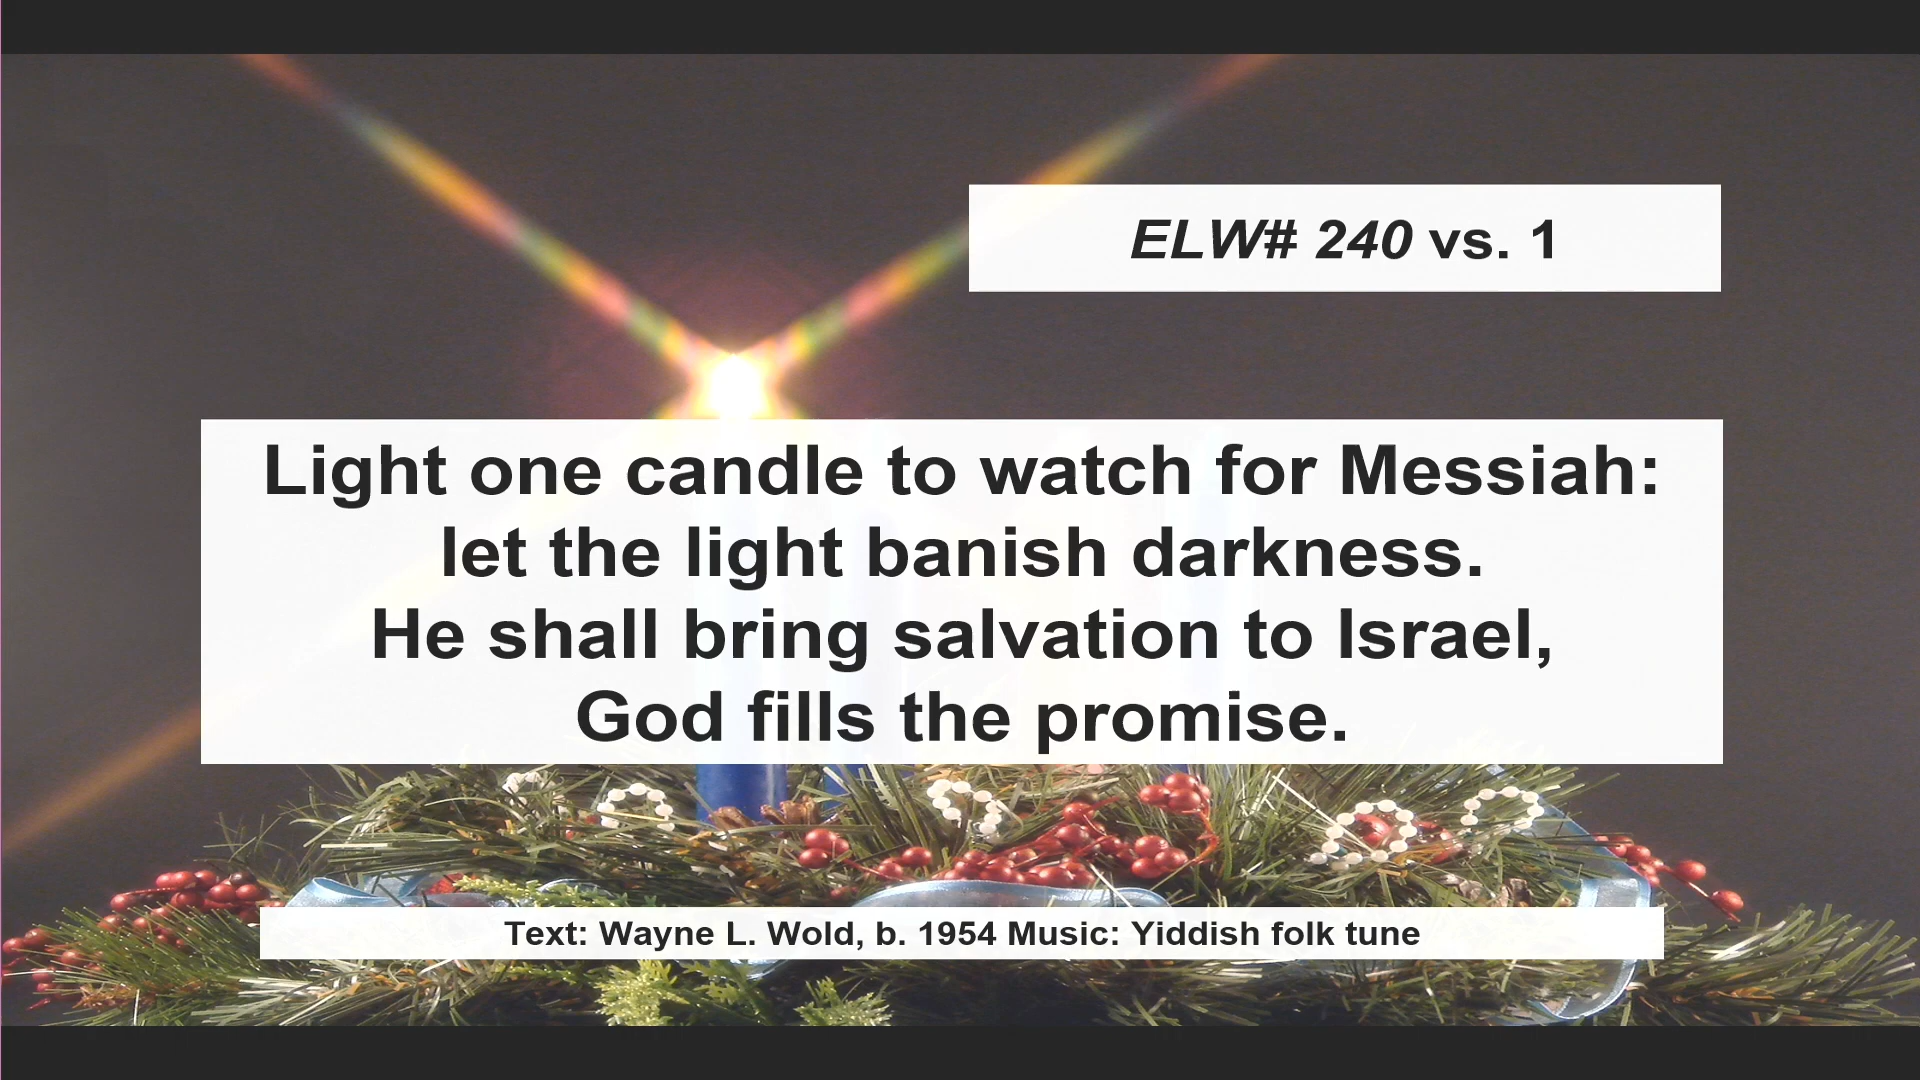 ELW# 240 vs. 1
Light one candle to watch for Messiah:
let the light banish darkness.
He shall bring salvation to Israel,
God fills the promise.
Text: Wayne L. Wold, b. 1954 Music: Yiddish folk tune